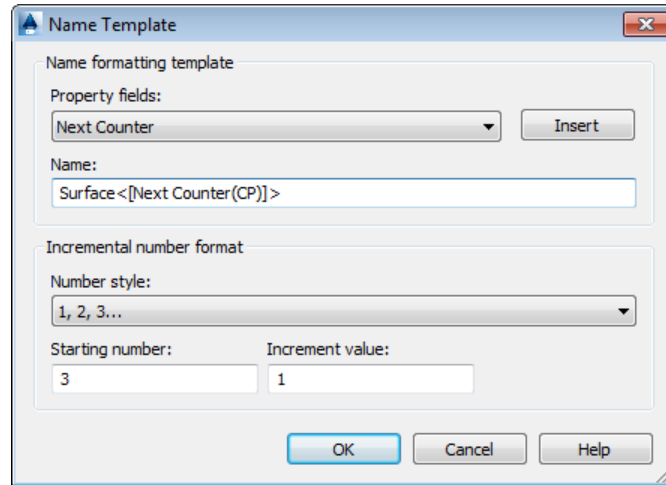 Name Template
Name formatting template
Property fields:
Next Counter
Insert
Name:
Surface<[Next Counter(CP)]>
Incremental number format
Number style:
1, 2, 3...
Starting number: Increment value:
3 1
OK Cancel Help